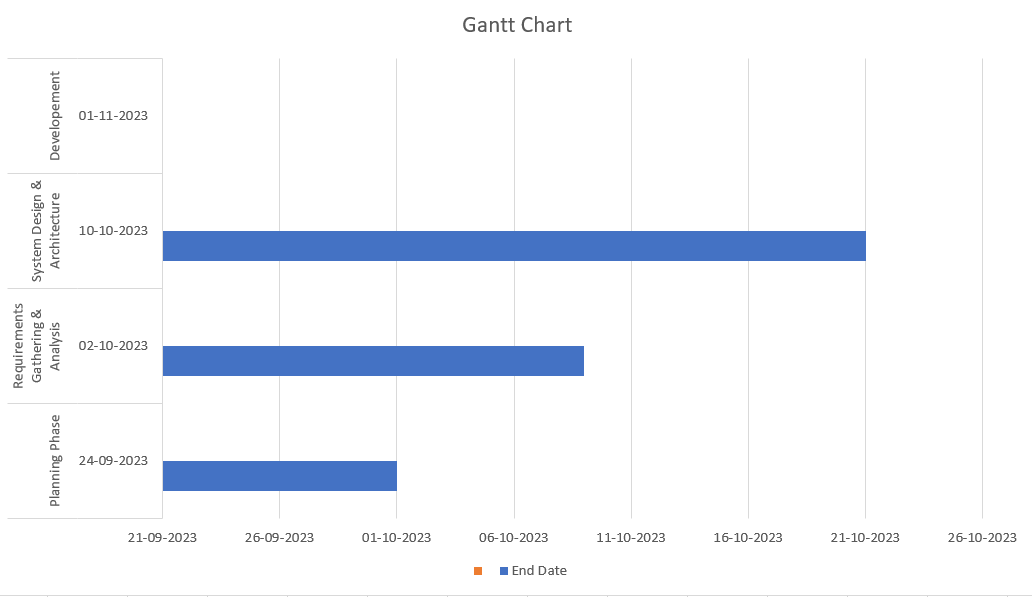 Gantt Chart
Developement
01-11-2023
System Design &
Architecture
10-10-2023
Requirements
Gathering &
Analysis
02-10-2023
Planning Phase
24-09-2023
21-09-2023 26-09-2023 01-10-2023 06-10-2023 11-10-2023 16-10-2023 21-10-2023 26-10-2023
End Date